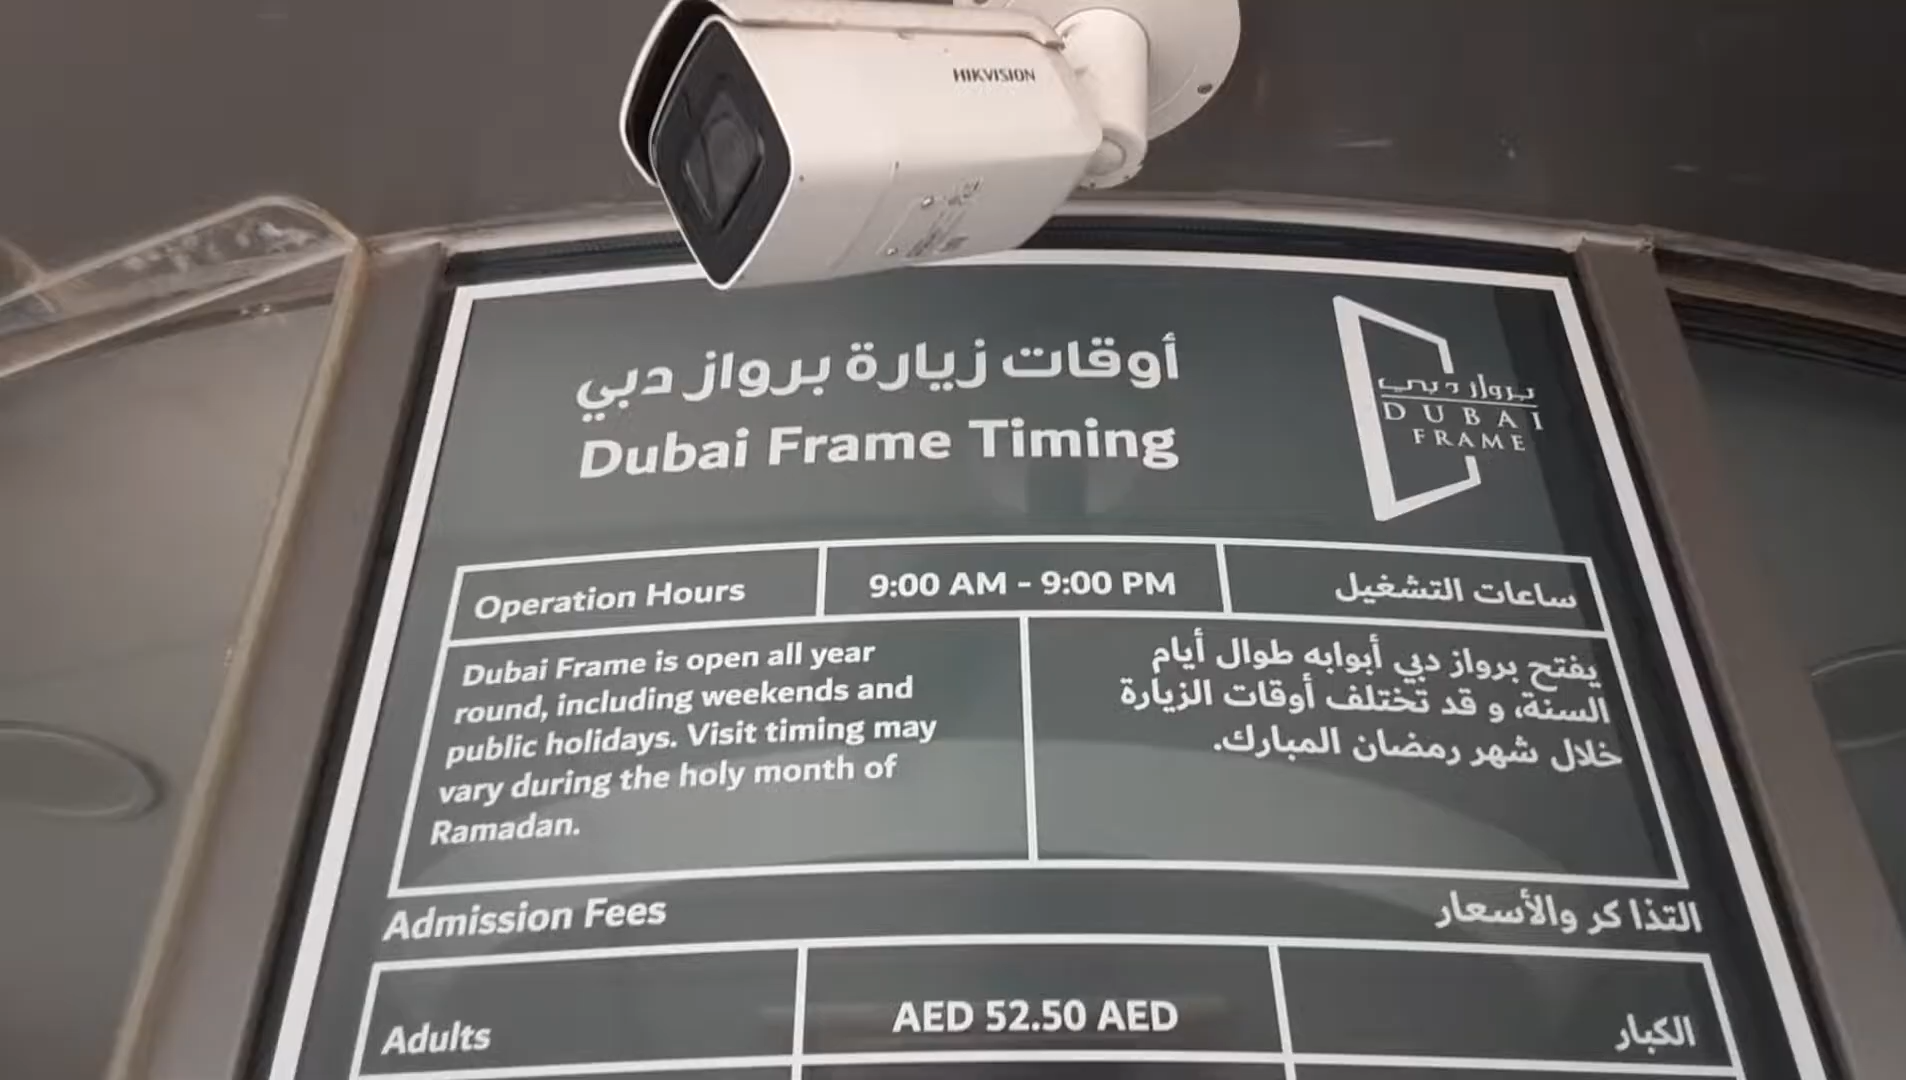 HIKVISION
أوقات زيارة برواز دبي
Dubai Frame Timing
برواز دبي
DUBAI
FRAME
Operation Hours
9:00 AM - 9:00 PM
ساعات التشغيل
Dubai Frame is open all year
round, including weekends and
public holidays. Visit timing may
vary during the holy month of
Ramadan.
يفتح برواز دبي أبوابه طوال أيام
السنة، و قد تختلف أوقات الزيارة
خلال شهر رمضان المبارك.
Admission Fees
التذاكر والأسعار
Adults
AED 52.50 AED
الكبار